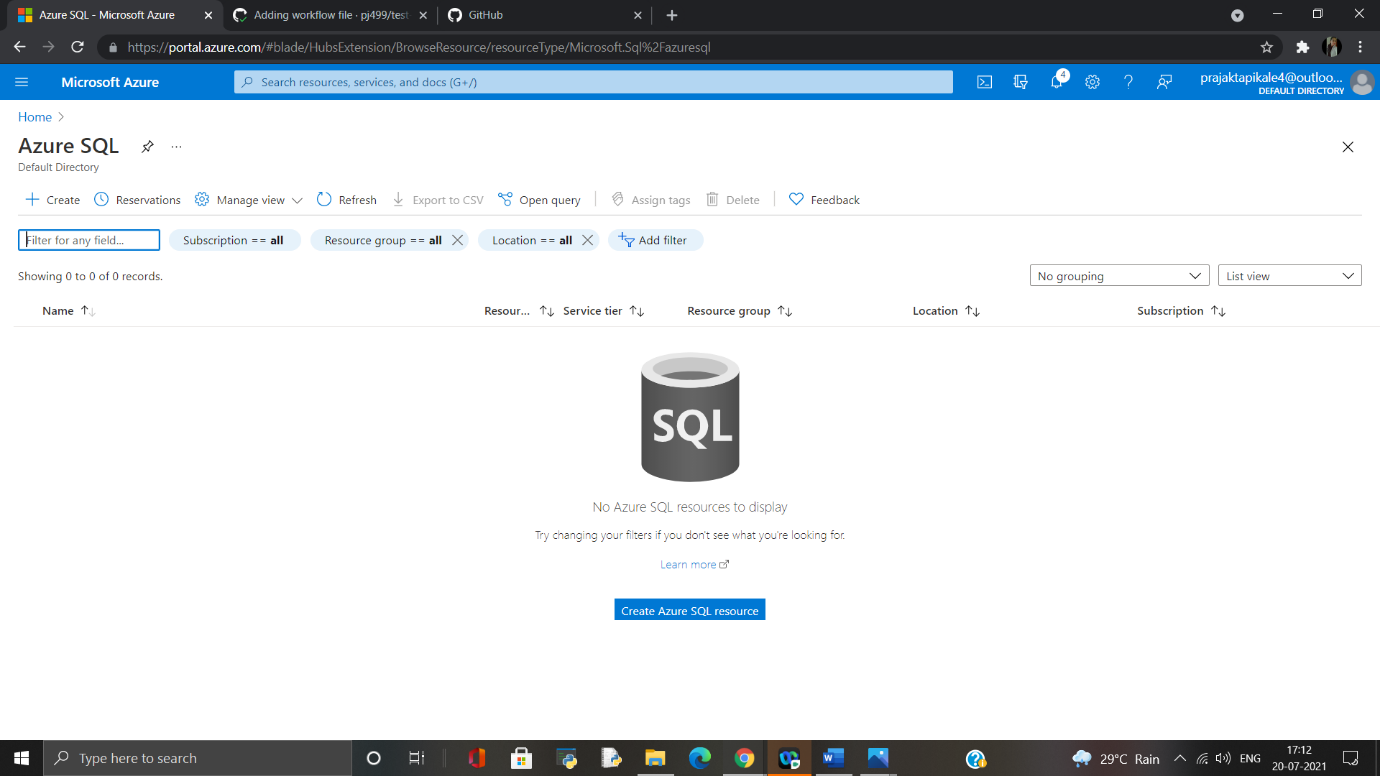 Azure SQL - Microsoft Azure
Adding workflow file · pj499/test
GitHub
https://portal.azure.com/#blade/HubsExtension/BrowseResource/resourceType/Microsoft.Sql%2Fazuresql
Microsoft Azure
Search resources, services, and docs (G+/)
4
prajaktapikale4@outloo...
DEFAULT DIRECTORY
Home
Azure SQL
Default Directory
Create Reservations Manage view Refresh Export to CSV Open query Assign tags Delete Feedback
Filter for any field... Subscription == all Resource group == all Location == all Add filter
Showing 0 to 0 of 0 records.
No grouping List view
Name Resour... Service tier Resource group Location Subscription
SQL
No Azure SQL resources to display
Try changing your filters if you don't see what you're looking for.
Learn more
Create Azure SQL resource
Type here to search
29°C Rain
ENG
17:12
20-07-2021